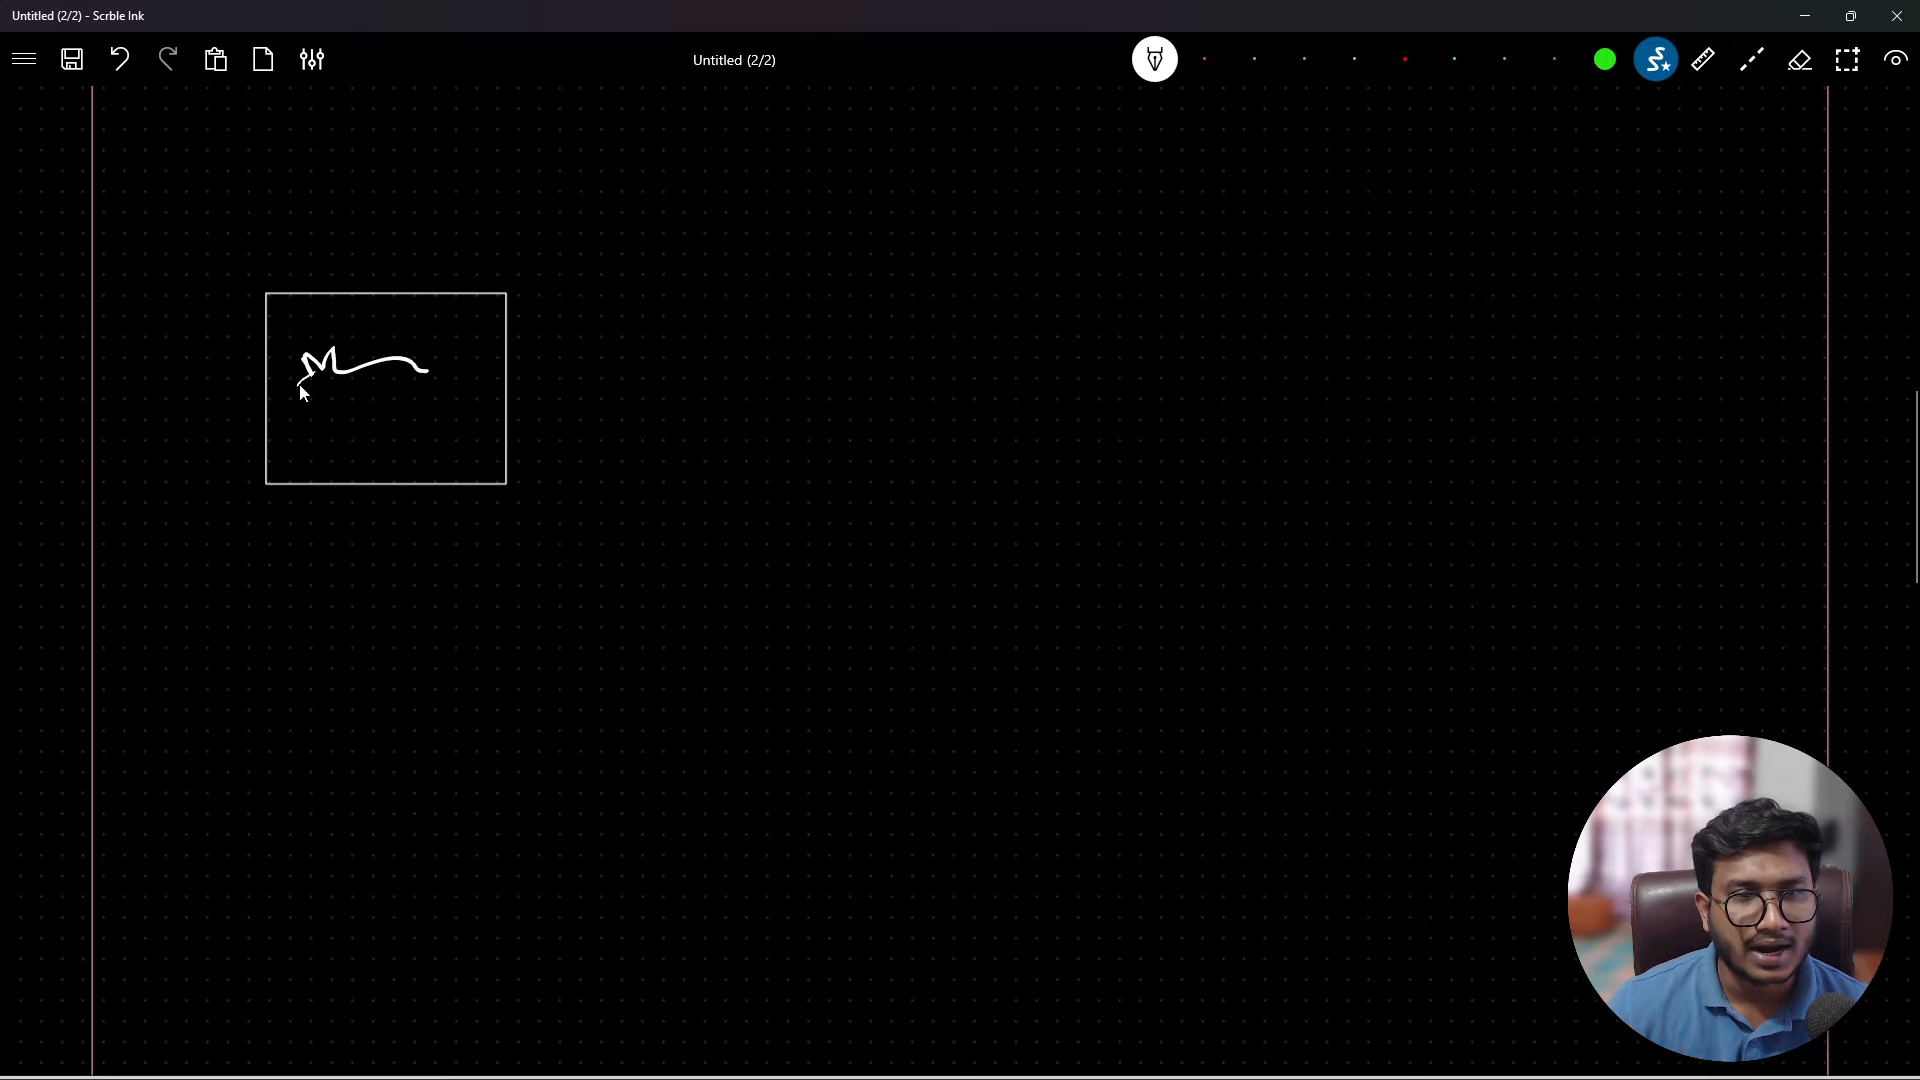 Untitled (2/2) - Scrble Ink
Untitled (2/2)